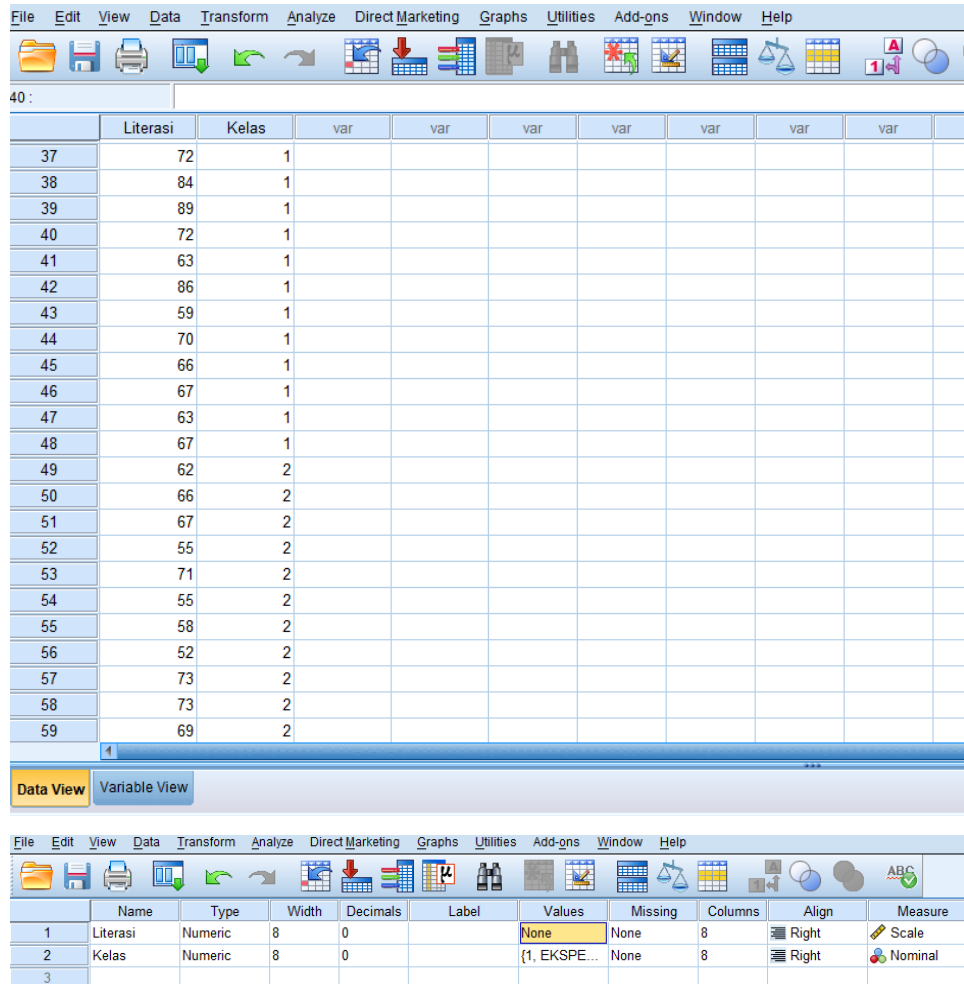 File Edit View Data Transform Analyze Direct Marketing Graphs Utilities Add-ons Window Help
40 :
Literasi Kelas var var var var var var var
37 72 1
38 84 1
39 89 1
40 72 1
41 63 1
42 86 1
43 59 1
44 70 1
45 66 1
46 67 1
47 63 1
48 67 1
49 62 2
50 66 2
51 67 2
52 55 2
53 71 2
54 55 2
55 58 2
56 52 2
57 73 2
58 73 2
59 69 2
Data View Variable View
File Edit View Data Transform Analyze Direct Marketing Graphs Utilities Add-ons Window Help
Name Type Width Decimals Label Values Missing Columns Align Measure
1 Literasi Numeric 8 0 None None 8 Right Scale
2 Kelas Numeric 8 0 {1, EKSPE... None 8 Right Nominal
3